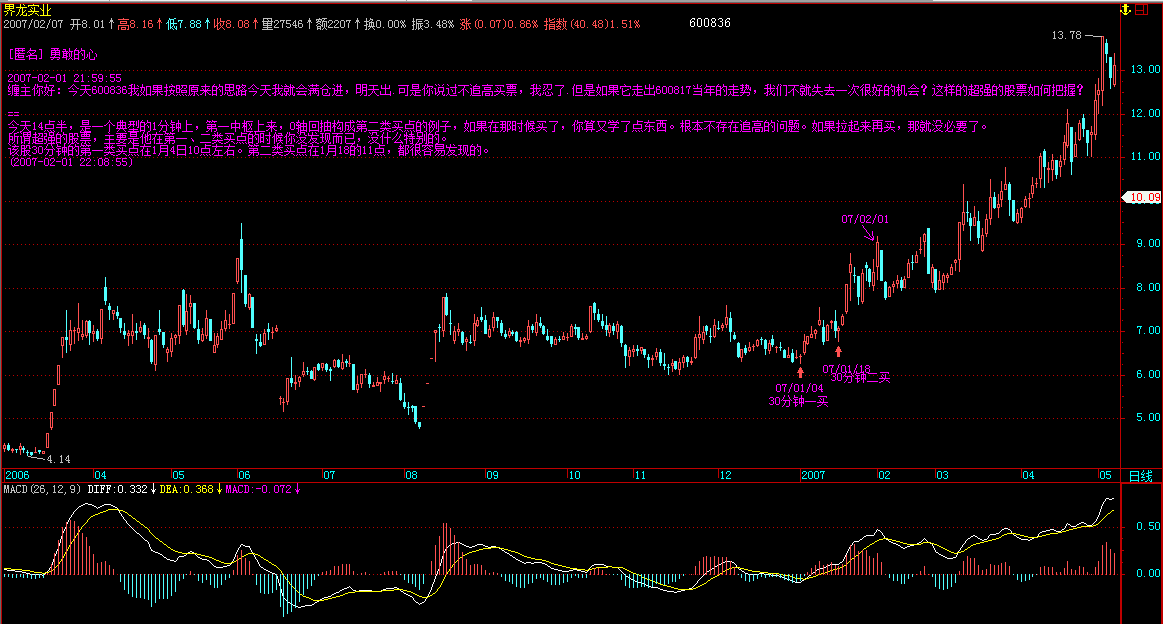 界龙实业
2007/02/07 开8.01↑高8.16↑低7.88↑收8.08↑量27546↑额2207↑换0.00% 振3.48% 涨(0.07)0.86% 指数(40.48)1.51%
600836
[匿名] 勇敢的心
2007-02-01 21:59:55
缠主你好: 今天600836我如果按照原来的思路今天我就会满仓进, 明天出.可是你说过不追高买票, 我忍了.但是如果它走出600817当年的走势, 我们不就失去一次很好的机会? 这样的超强的股票如何把握?
==
今天14点半, 是一个典型的1分钟上, 第一中枢上来, 0轴回抽构成第二类买点的例子, 如果在那时候买了, 你算又学了点东西。根本不存在追高的问题。如果拉起来再买, 那就没必要了。
所谓超强的股票, 主要是他在第一、二类买点的时候你没发现而已, 没什么特别的。
该股30分钟的第一类买点在1月4日10点左右。第二类买点在1月18的11点, 都很容易发现的。
(2007-02-01 22:08:55)
13.78
13.00
12.00
11.00
10.09
9.00
8.00
7.00
6.00
5.00
07/02/01
07/01/18
30分钟二买
07/01/04
30分钟一买
4.14
2006 04 05 06 07 08 09 10 11 12 2007 02 03 04 05 日线
MACD(26,12,9) DIFF:0.332↓DEA:0.368↓MACD:-0.072↓
0.50
0.00